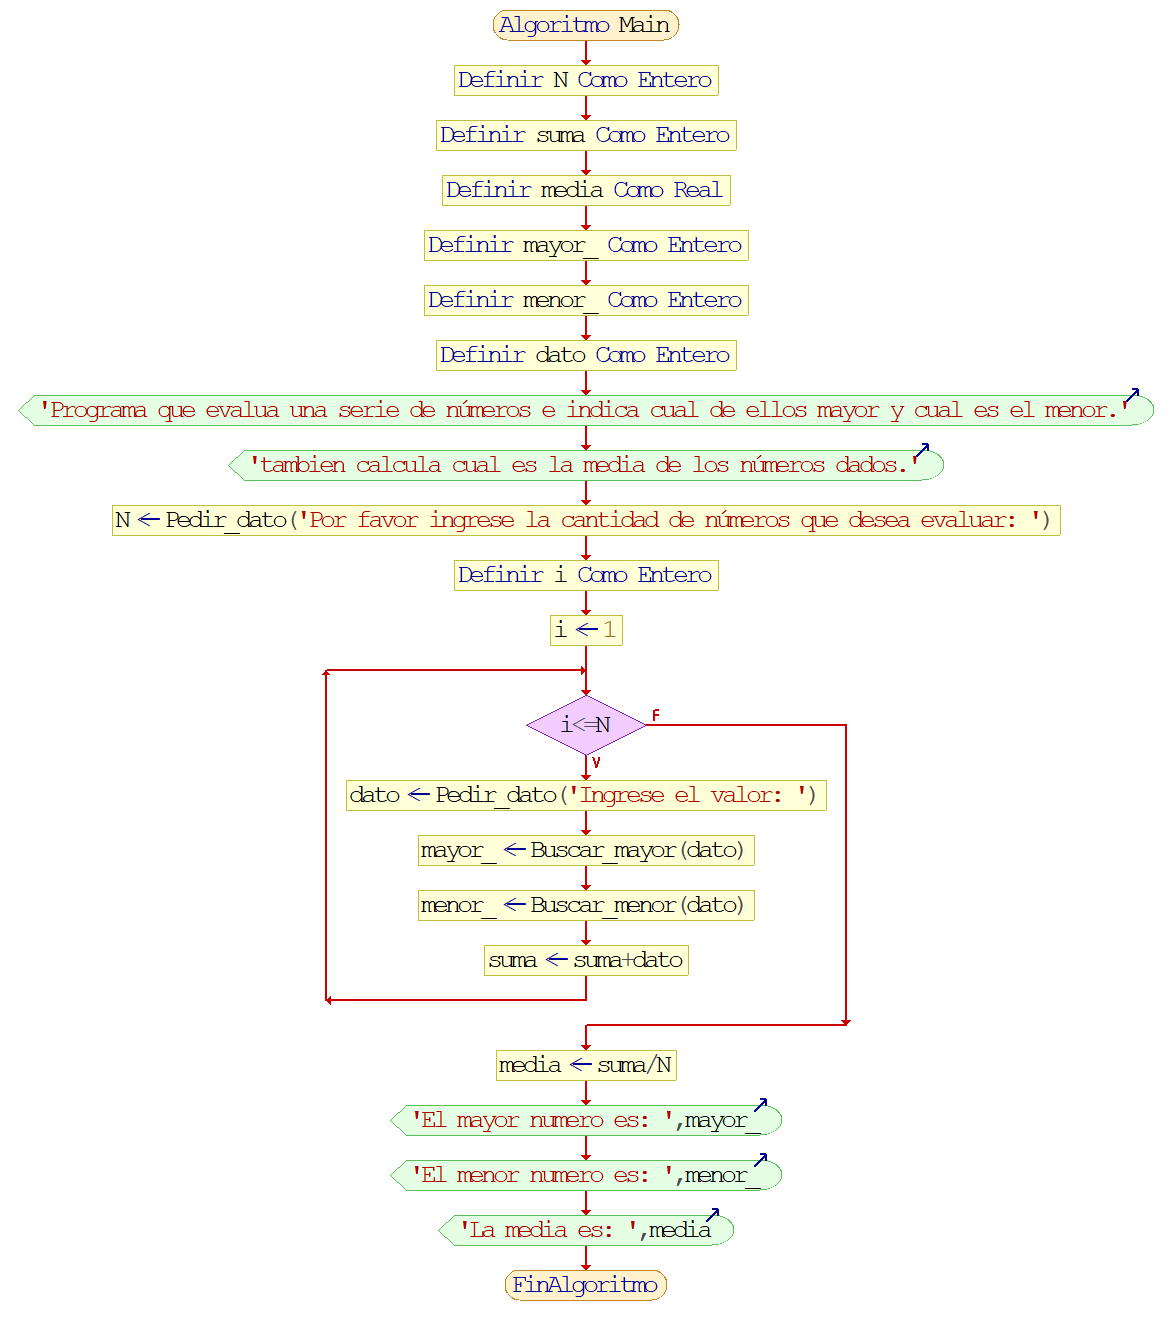 Algoritmo Main
Definir N Como Entero
Definir suma Como Entero
Definir media Como Real
Definir mayor_ Como Entero
Definir menor_ Como Entero
Definir dato Como Entero
'Programa que evalua una serie de números e indica cual de ellos mayor y cual es el menor.'
'tambien calcula cual es la media de los números dados.'
N ← Pedir_dato('Por favor ingrese la cantidad de números que desea evaluar: ')
Definir i Como Entero
i ← 1
i<=N
F
V
dato ← Pedir_dato('Ingrese el valor: ')
mayor_ ← Buscar_mayor(dato)
menor_ ← Buscar_menor(dato)
suma ← suma+dato
media ← suma/N
'El mayor numero es: ',mayor_
'El menor numero es: ',menor_
'La media es: ',media
FinAlgoritmo